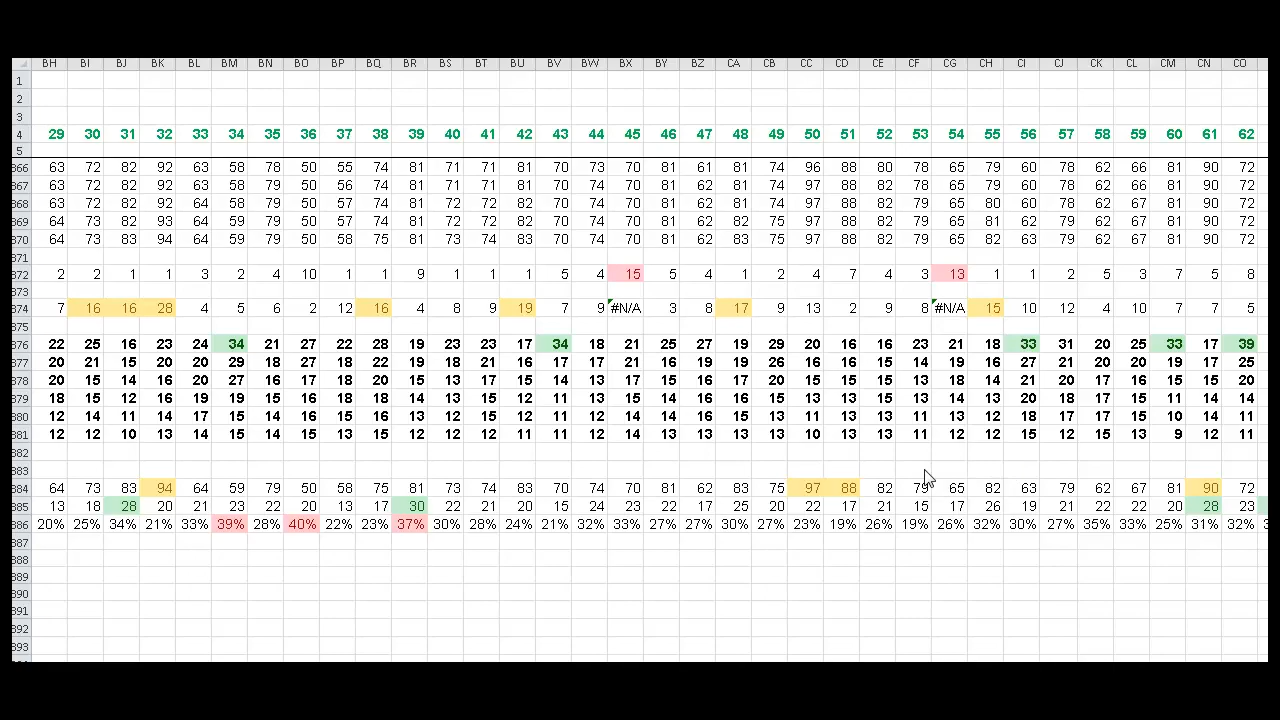 BH BI BJ BK BL BM BN BO BP BQ BR BS BT BU BV BW BX BY BZ CA CB CC CD CE CF CG CH CI CJ CK CL CM CN CO
1
2
3
4 29 30 31 32 33 34 35 36 37 38 39 40 41 42 43 44 45 46 47 48 49 50 51 52 53 54 55 56 57 58 59 60 61 62
5
366 63 72 82 92 63 58 78 50 55 74 81 71 71 81 70 73 70 81 61 81 74 96 88 80 78 65 79 60 78 62 66 81 90 72
367 63 72 82 92 63 58 79 50 56 74 81 71 71 81 70 74 70 81 62 81 74 97 88 82 78 65 79 60 78 62 66 81 90 72
368 63 72 82 92 64 58 79 50 57 74 81 72 72 82 70 74 70 81 62 81 74 97 88 82 79 65 80 60 78 62 67 81 90 72
369 64 73 82 93 64 59 79 50 57 74 81 72 72 82 70 74 70 81 62 82 75 97 88 82 79 65 81 62 79 62 67 81 90 72
370 64 73 83 94 64 59 79 50 58 75 81 73 74 83 70 74 70 81 62 83 75 97 88 82 79 65 82 63 79 62 67 81 90 72
371
372 2 2 1 1 3 2 4 10 1 1 9 1 1 1 5 4 15 5 4 1 2 4 7 4 3 13 1 1 2 5 3 7 5 8
373
374 7 16 16 28 4 5 6 2 12 16 4 8 9 19 7 9 #N/A 3 8 17 9 13 2 9 8 #N/A 15 10 12 4 10 7 7 5
375
376 22 25 16 23 24 34 21 27 22 28 19 23 23 17 34 18 21 25 27 19 29 20 16 16 23 21 18 33 31 20 25 33 17 39
377 20 21 15 20 20 29 18 27 18 22 19 18 21 16 17 17 21 16 19 19 26 16 15 15 14 19 16 27 21 20 20 19 17 25
378 20 15 14 16 20 27 16 17 18 20 15 13 17 15 14 13 17 15 16 17 20 15 15 15 13 18 14 21 20 17 16 15 15 20
379 18 15 12 16 19 19 15 16 18 18 14 13 15 12 11 13 15 14 16 16 15 13 15 14 13 14 13 20 18 17 15 11 14 14
380 12 14 11 14 17 15 14 16 15 16 13 12 15 12 11 12 14 14 16 15 13 11 13 13 11 13 12 18 17 17 15 10 14 11
381 12 12 10 13 14 15 14 15 13 15 12 12 12 11 11 12 14 13 13 13 13 10 13 13 11 12 12 15 12 15 13 9 12 11
382
383
384 64 73 83 94 64 59 79 50 58 75 81 73 74 83 70 74 70 81 62 83 75 97 88 82 79 65 82 63 79 62 67 81 90 72
385 13 18 28 20 21 23 22 20 13 17 30 22 21 20 15 24 23 22 17 25 20 22 17 21 15 17 26 19 21 22 22 20 28 23
386 20% 25% 34% 21% 33% 39% 28% 40% 22% 23% 37% 30% 28% 24% 21% 32% 33% 27% 27% 30% 27% 23% 19% 26% 19% 26% 32% 30% 27% 35% 33% 25% 31% 32%
387
388
389
390
391
392
393